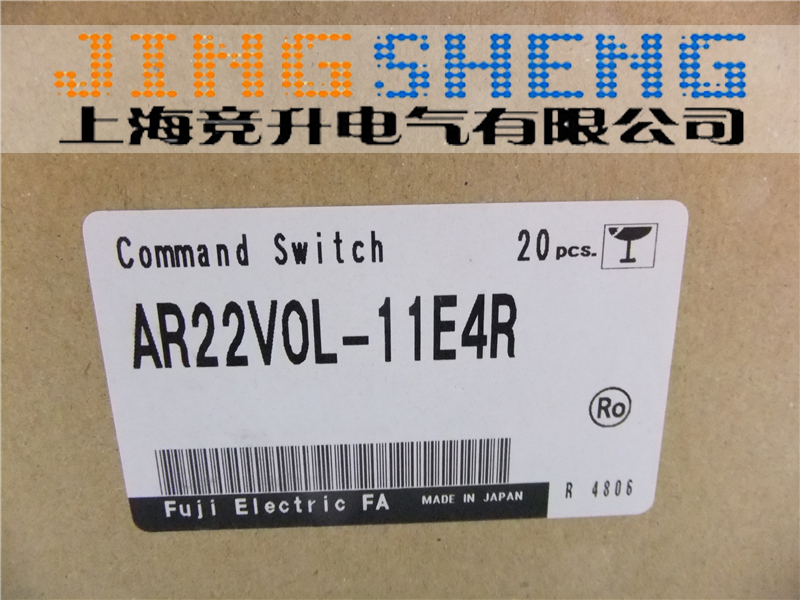 JINGSHENG
上海竞升电气有限公司
Command Switch 20 pcs.
AR22V0L-11E4R
Ro
Fuji Electric FA MADE IN JAPAN R 4806